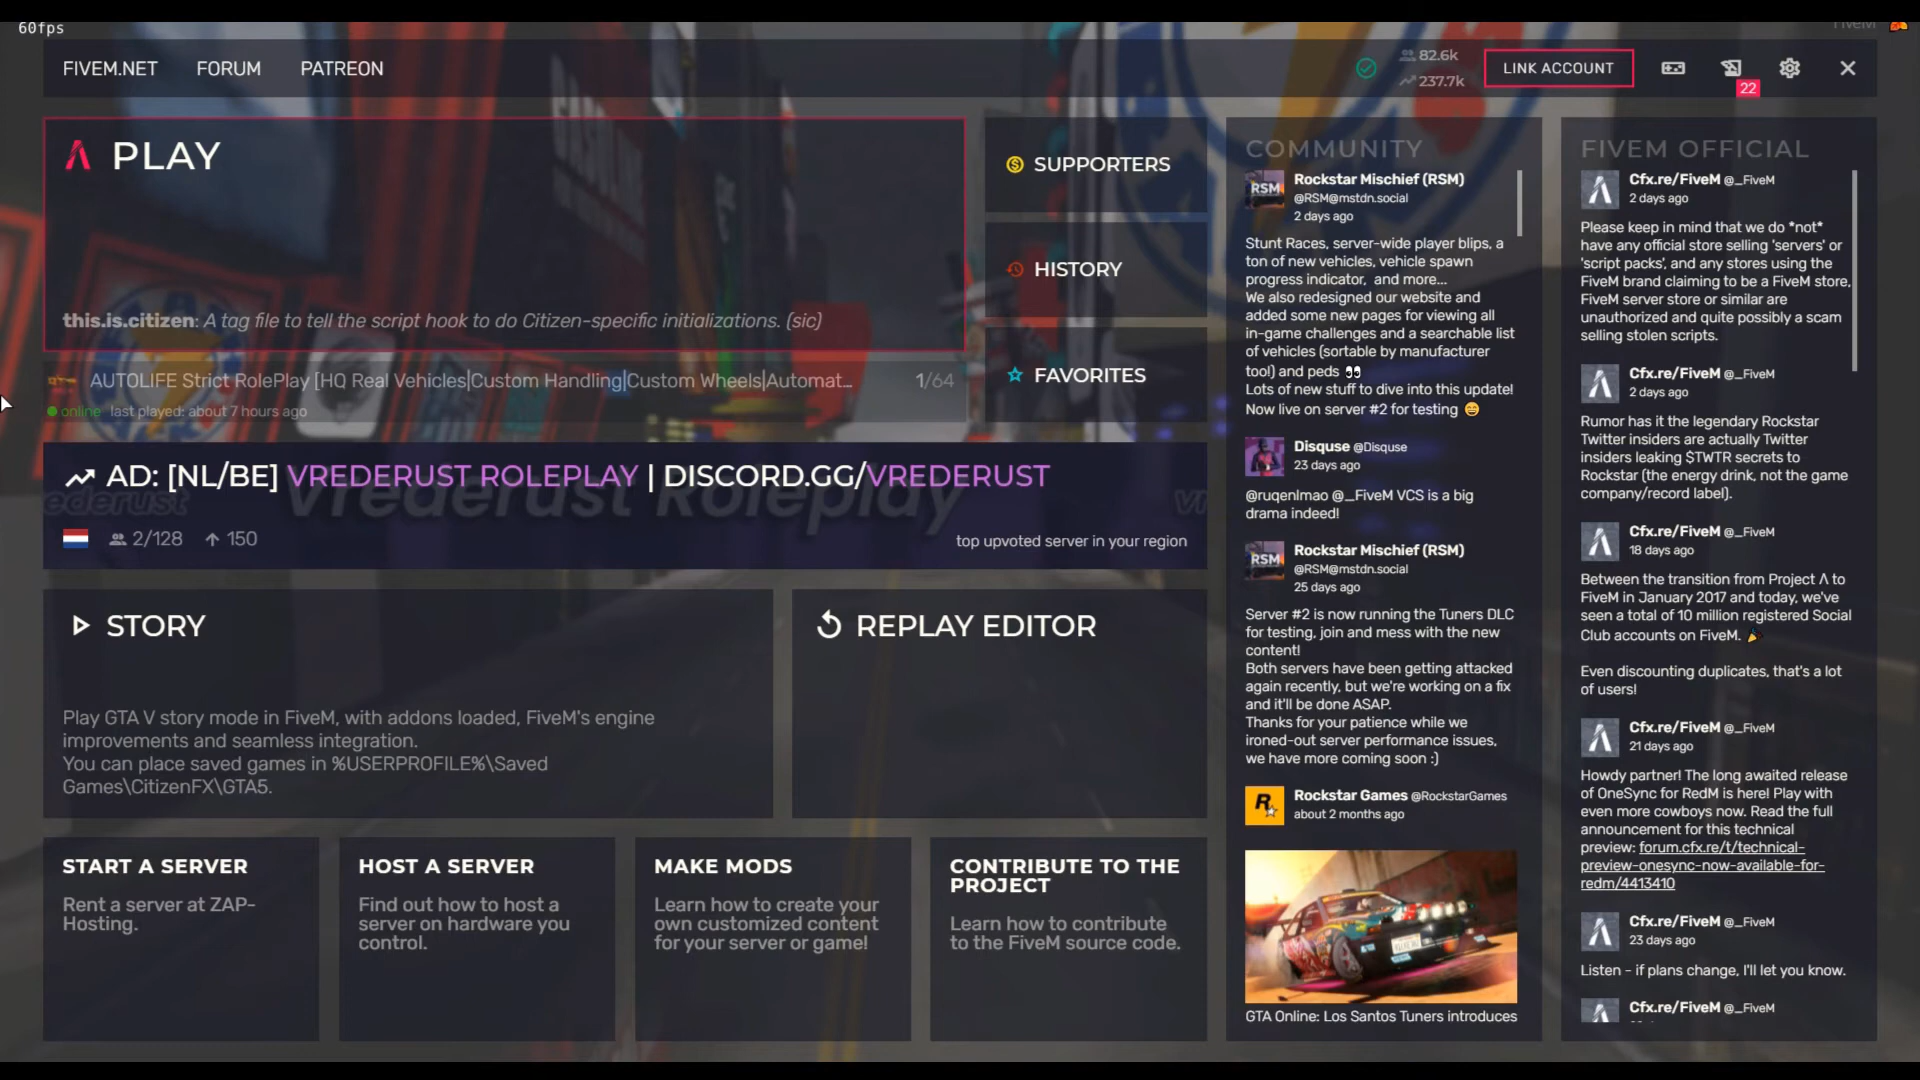 60fps
FiveM
FIVEM.NET
FORUM
PATREON
82.6k
237.7k
LINK ACCOUNT
22
PLAY
this.is.citizen: A tag file to tell the script hook to do Citizen-specific initializations. (sic)
AUTOLIFE Strict RolePlay [HQ Real Vehicles|Custom Handling|Custom Wheels|Automat...
1/64
online
last played: about 7 hours ago
SUPPORTERS
HISTORY
FAVORITES
AD: [NL/BE] VREDERUST ROLEPLAY | DISCORD.GG/VREDERUST
ederust
Vrederust Roleplay
2/128
150
top upvoted server in your region
STORY
Play GTA V story mode in FiveM, with addons loaded, FiveM's engine
improvements and seamless integration.
You can place saved games in %USERPROFILE%\Saved
Games\CitizenFX\GTA5.
REPLAY EDITOR
START A SERVER
Rent a server at ZAP-
Hosting.
HOST A SERVER
Find out how to host a
server on hardware you
control.
MAKE MODS
Learn how to create your
own customized content
for your server or game!
CONTRIBUTE TO THE
PROJECT
Learn how to contribute
to the FiveM source code.
COMMUNITY
RSM
Rockstar Mischief (RSM)
@RSM@mstdn.social
2 days ago
Stunt Races, server-wide player blips, a
ton of new vehicles, vehicle spawn
progress indicator,  and more...
We also redesigned our website and
added some new pages for viewing all
in-game challenges and a searchable list
of vehicles (sortable by manufacturer
too!) and peds 👀
Lots of new stuff to dive into this update!
Now live on server #2 for testing 😄
Disquse @Disquse
23 days ago
@ruqenlmao @_FiveM VCS is a big
drama indeed!
RSM
Rockstar Mischief (RSM)
@RSM@mstdn.social
25 days ago
Server #2 is now running the Tuners DLC
for testing, join and mess with the new
content!
Both servers have been getting attacked
again recently, but we're working on a fix
and it'll be done ASAP.
Thanks for your patience while we
ironed-out server performance issues,
we have more coming soon :)
Rockstar Games @RockstarGames
about 2 months ago
GTA Online: Los Santos Tuners introduces
FIVEM OFFICIAL
Cfx.re/FiveM @_FiveM
2 days ago
Please keep in mind that we do *not*
have any official store selling 'servers' or
'script packs', and any stores using the
FiveM brand claiming to be a FiveM store,
FiveM server store or similar are
unauthorized and quite possibly a scam
selling stolen scripts.
Cfx.re/FiveM @_FiveM
2 days ago
Rumor has it the legendary Rockstar
Twitter insiders are actually Twitter
insiders leaking $TWTR secrets to
Rockstar (the energy drink, not the game
company/record label).
Cfx.re/FiveM @_FiveM
18 days ago
Between the transition from Project Λ to
FiveM in January 2017 and today, we've
seen a total of 10 million registered Social
Club accounts on FiveM. 🎉
Even discounting duplicates, that's a lot
of users!
Cfx.re/FiveM @_FiveM
21 days ago
Howdy partner! The long awaited release
of OneSync for RedM is here! Play with
even more cowboys now. Read the full
announcement for this technical
preview: forum.cfx.re/t/technical-
preview-onesync-now-available-for-
redm/4413410
Cfx.re/FiveM @_FiveM
23 days ago
Listen - if plans change, I'll let you know.
Cfx.re/FiveM @_FiveM